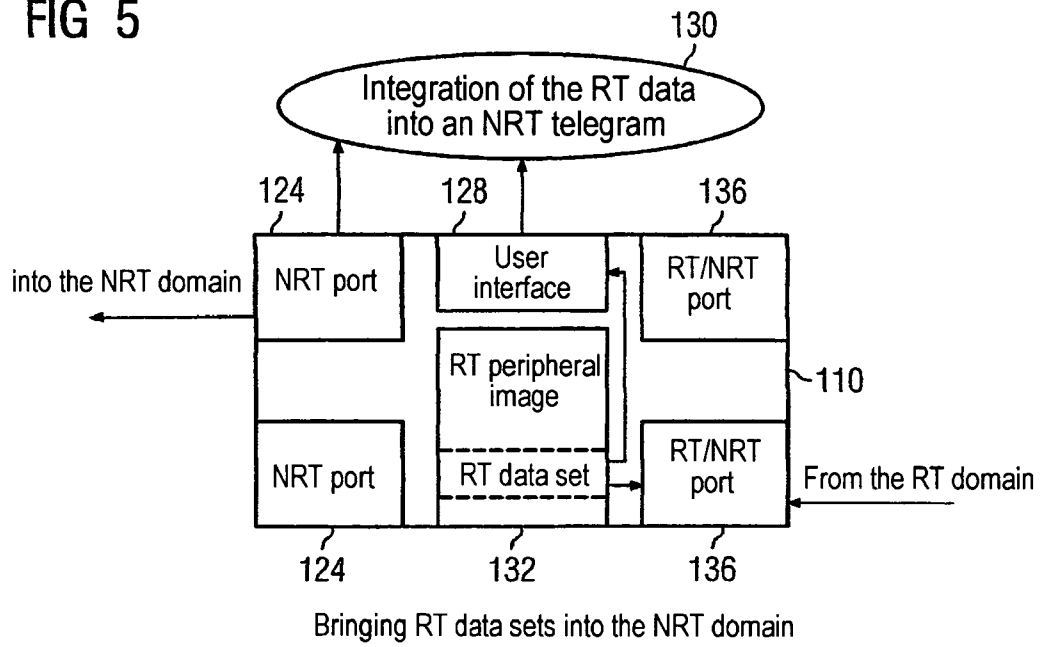 FIG 5
130
Integration of the RT data
into an NRT telegram
124
128
136
into the NRT domain
NRT port
User
interface
RT/NRT
port
RT peripheral
image
110
NRT port
RT data set
RT/NRT
port
From the RT domain
124
132
136
Bringing RT data sets into the NRT domain